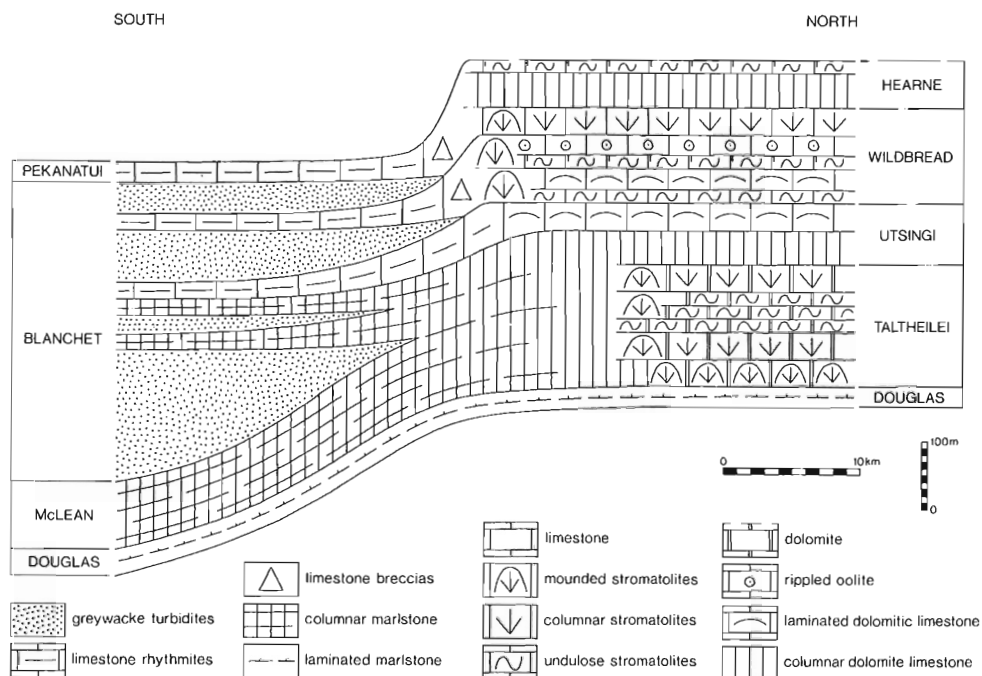 SOUTH
NORTH
HEARNE
WILDBREAD
UTSINGI
TALTHEILEI
DOUGLAS
PEKANATUI
BLANCHET
McLEAN
DOUGLAS
0 10km
100m
0
limestone
dolomite
limestone breccias
mounded stromatolites
rippled oolite
greywacke turbidites
columnar marlstone
columnar stromatolites
laminated dolomitic limestone
limestone rhythmites
laminated marlstone
undulose stromatolites
columnar dolomite limestone